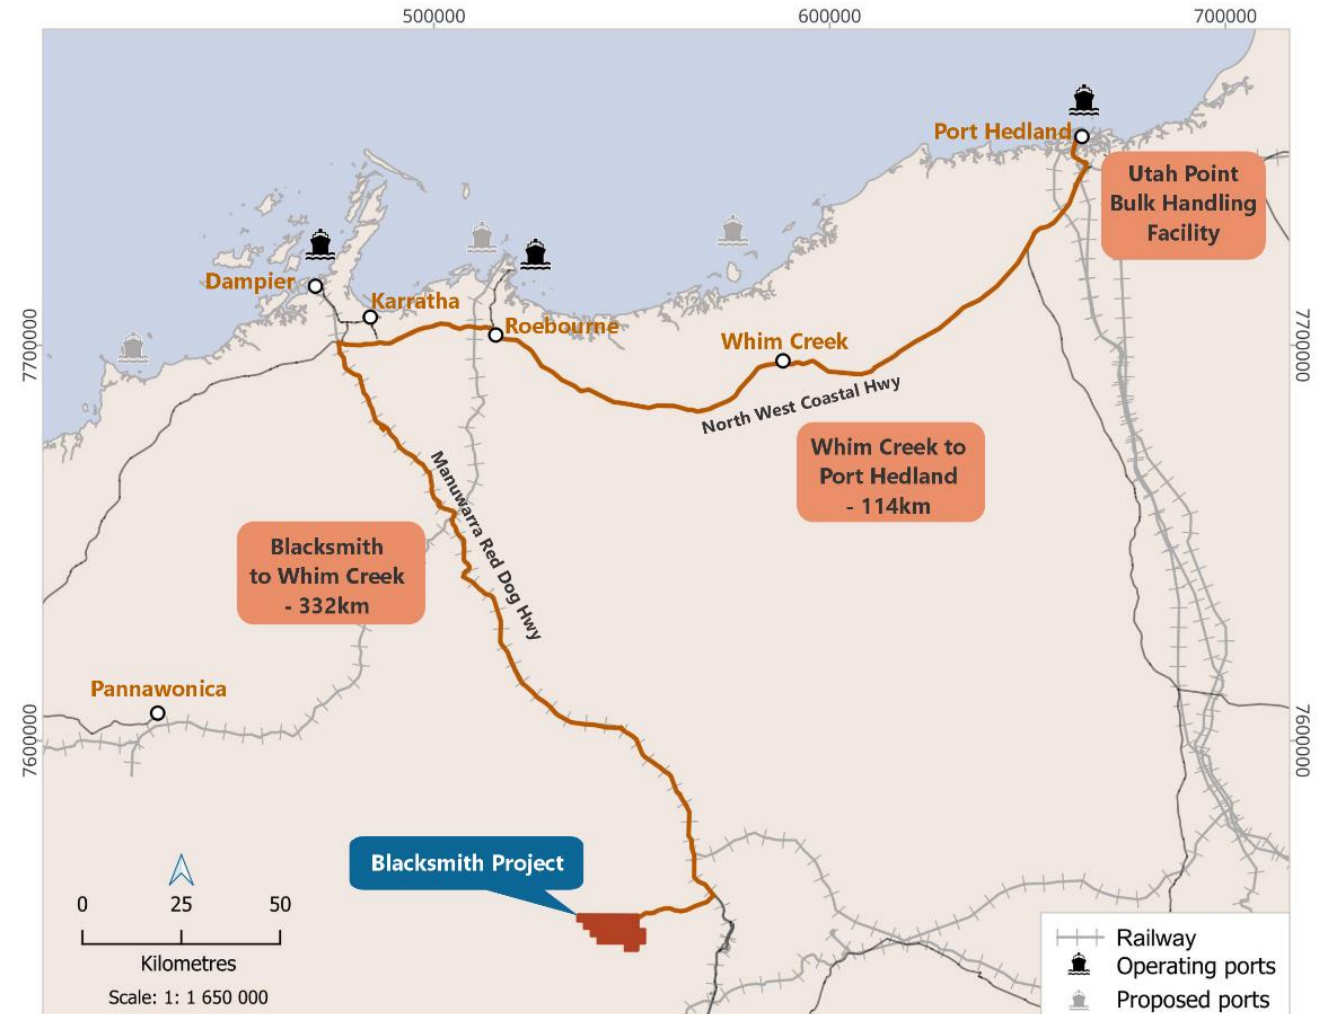 500000
600000
700000
Port Hedland
Utah Point
Bulk Handling
Facility
Dampier
Karratha
Roebourne
Whim Creek
7700000
7700000
North West Coastal Hwy
Whim Creek to
Port Hedland
- 114km
Manuwarra Red Dog Hwy
Blacksmith
to Whim Creek
- 332km
Pannawonica
7600000
7600000
Blacksmith Project
0 25 50
Kilometres
Scale: 1: 1 650 000
Railway
Operating ports
Proposed ports